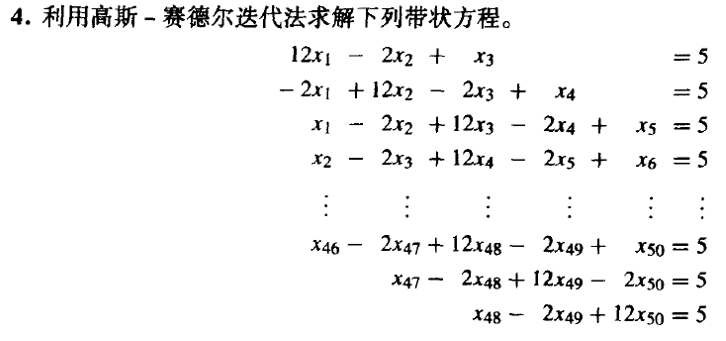 4. 利用高斯-赛德尔迭代法求解下列带状方程。
12x₁ - 2x₂ + x₃ = 5
- 2x₁ + 12x₂ - 2x₃ + x₄ = 5
x₁ - 2x₂ + 12x₃ - 2x₄ + x₅ = 5
x₂ - 2x₃ + 12x₄ - 2x₅ + x₆ = 5
⋮ ⋮ ⋮ ⋮ ⋮ ⋮
x₄₆ - 2x₄₇ + 12x₄₈ - 2x₄₉ + x₅₀ = 5
x₄₇ - 2x₄₈ + 12x₄₉ - 2x₅₀ = 5
x₄₈ - 2x₄₉ + 12x₅₀ = 5